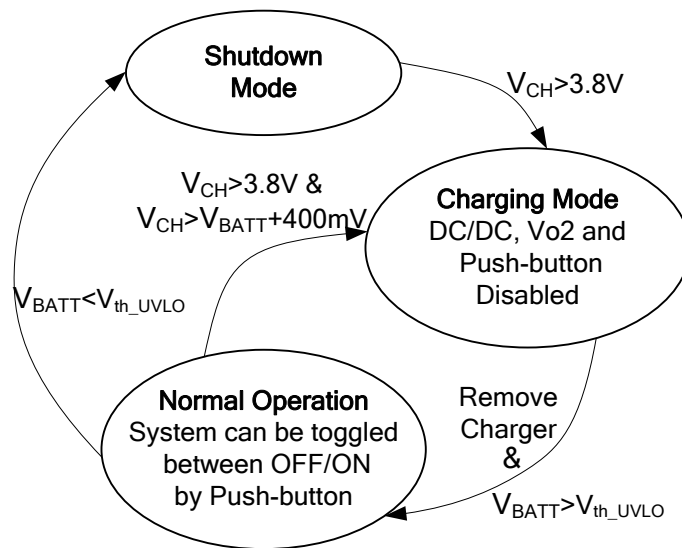 Shutdown
Mode
V_CH>3.8V
V_CH>3.8V &
V_CH>V_BATT+400mV
Charging Mode
DC/DC, Vo2 and
Push-button
Disabled
V_BATT<V_th_UVLO
Normal Operation
System can be toggled
between OFF/ON
by Push-button
Remove
Charger
&
V_BATT>V_th_UVLO